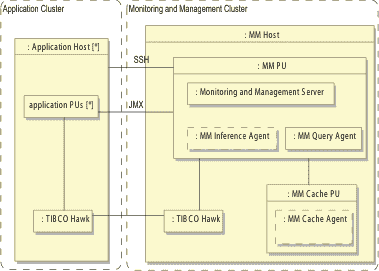 Application Cluster
Monitoring and Management Cluster
: Application Host [*]
: MM Host
SSH
: MM PU
: Monitoring and Management Server
application PUs [*]
JMX
: MM Inference Agent
: MM Query Agent
: MM Cache PU
: TIBCO Hawk
: TIBCO Hawk
: MM Cache Agent